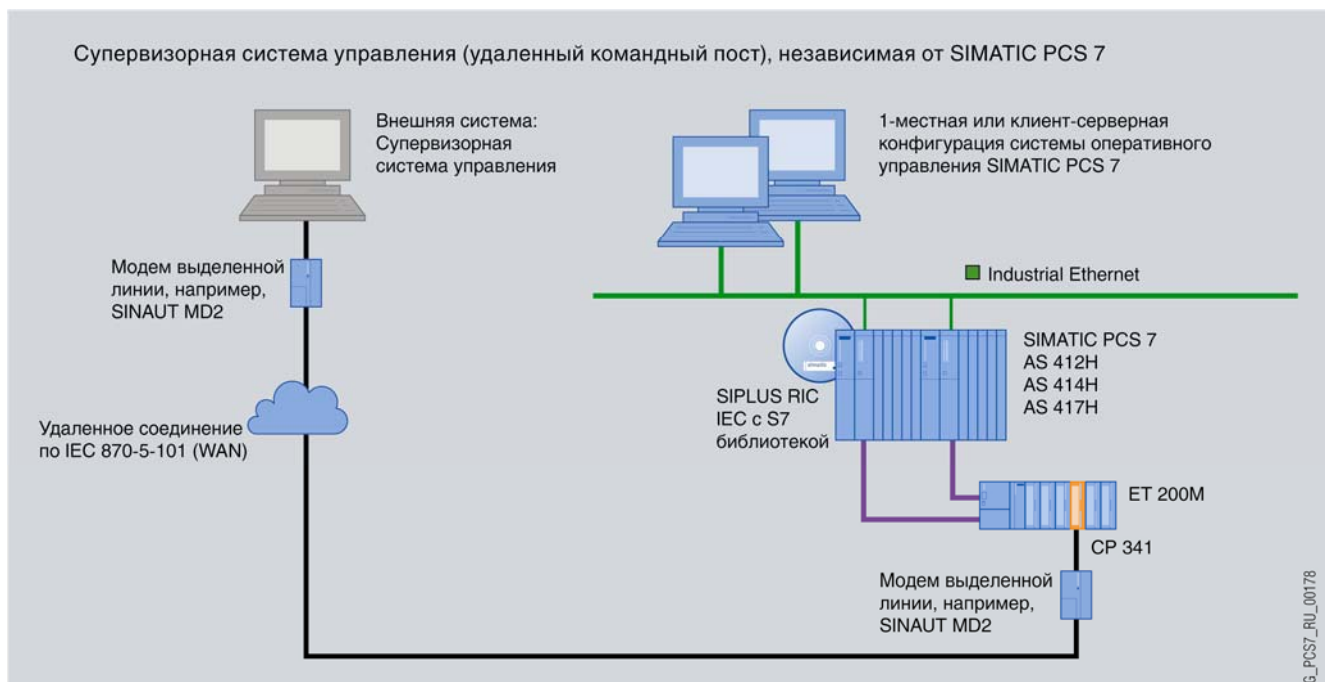 Супервизорная система управления (удаленный командный пост), независимая от SIMATIC PCS 7
Внешняя система:
Супервизорная
система управления
1-местная или клиент-серверная
конфигурация системы оперативного
управления SIMATIC PCS 7
Модем выделенной
линии, например,
SINAUT MD2
Industrial Ethernet
SIMATIC PCS 7
AS 412H
AS 414H
AS 417H
SIPLUS RIC
IEC с S7
библиотекой
Удаленное соединение
по IEC 870-5-101 (WAN)
ET 200M
CP 341
Модем выделенной
линии, например,
SINAUT MD2
G_PCS7_RU_00178